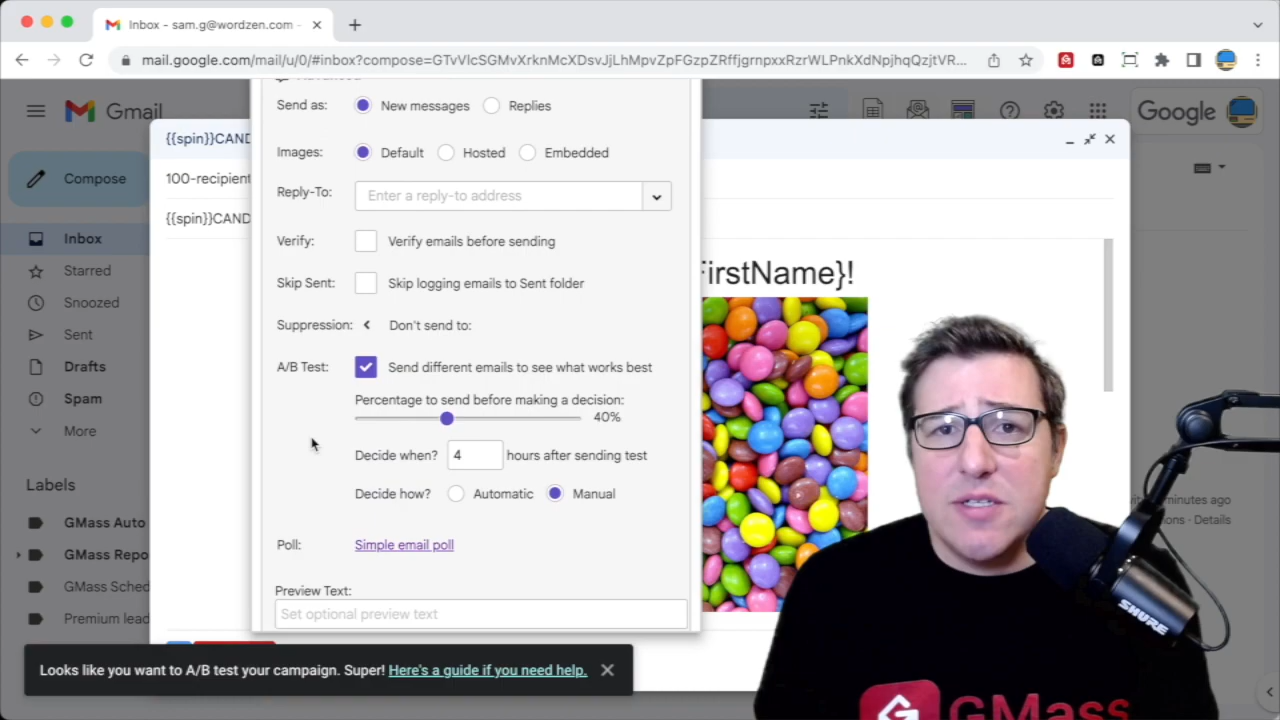 Inbox - sam.g@wordzen.com -
mail.google.com/mail/u/0/#inbox?compose=GTvVlcSGMvXrknMcXDsvJjLhMpvZpFGzpZRffjgrnpxxRzrWLPnkXdNpjhqQzjtVR...
Gmail
Google
Compose
Inbox
Starred
Snoozed
Sent
Drafts
Spam
More
Labels
GMass Auto
GMass Repo
GMass Sched
Premium lead
{{spin}}CAND
100-recipient
{{spin}}CAND
Advanced
Send as: New messages Replies
Images: Default Hosted Embedded
Reply-To: Enter a reply-to address
Verify: Verify emails before sending
Skip Sent: Skip logging emails to Sent folder
Suppression: Don't send to:
A/B Test: Send different emails to see what works best
Percentage to send before making a decision:
40%
Decide when? 4 hours after sending test
Decide how? Automatic Manual
Poll: Simple email poll
Preview Text:
Set optional preview text
FirstName}!
minutes ago
Details
Looks like you want to A/B test your campaign. Super! Here's a guide if you need help.
SHURE
GMass